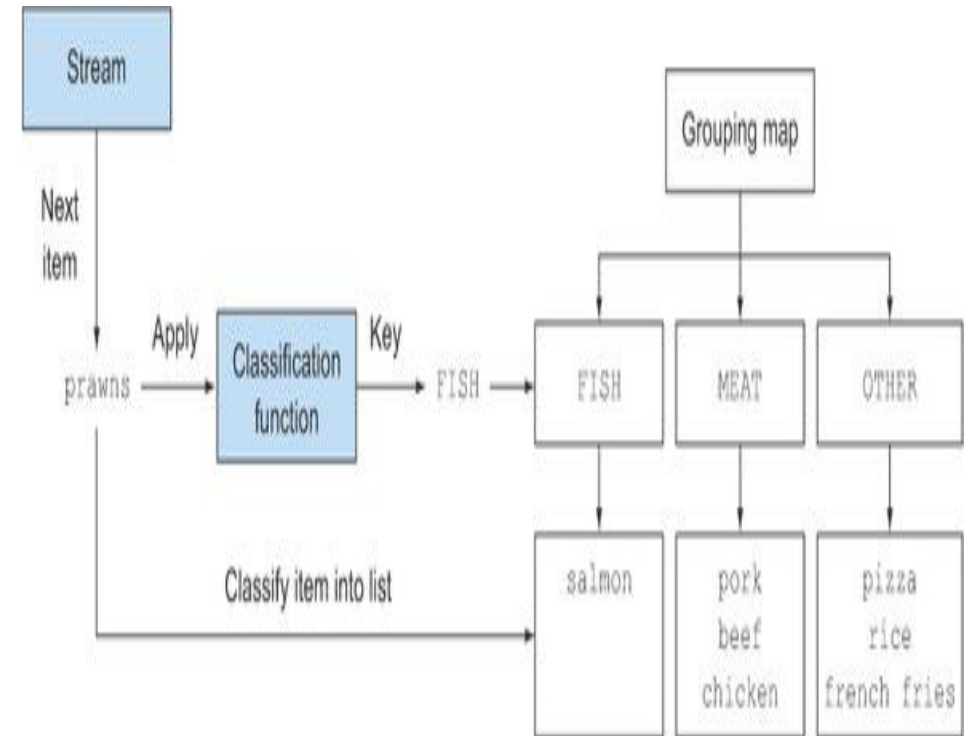 Stream
Grouping map
Next
item
prawns
Apply
Classification
function
Key
FISH
FISH
MEAT
OTHER
Classify item into list
salmon
pork
beef
chicken
pizza
rice
french fries